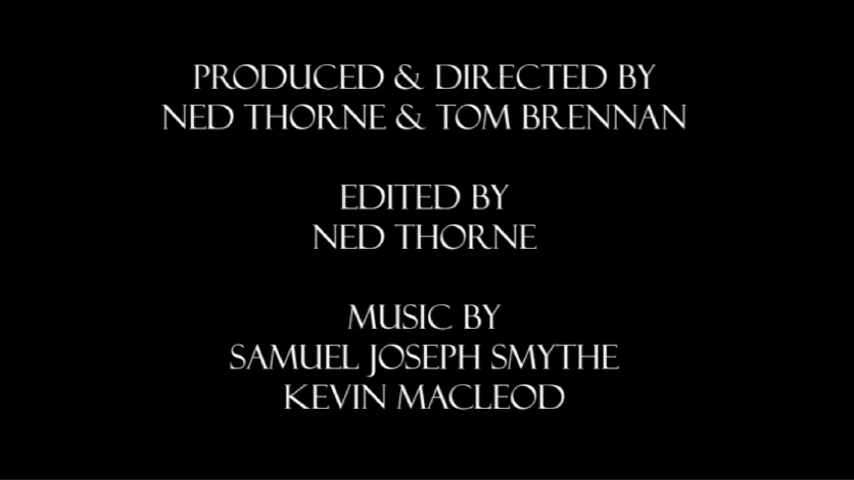 PRODUCED & DIRECTED BY
NED THORNE & TOM BRENNAN
EDITED BY
NED THORNE
MUSIC BY
SAMUEL JOSEPH SMYTHE
KEVIN MACLEOD